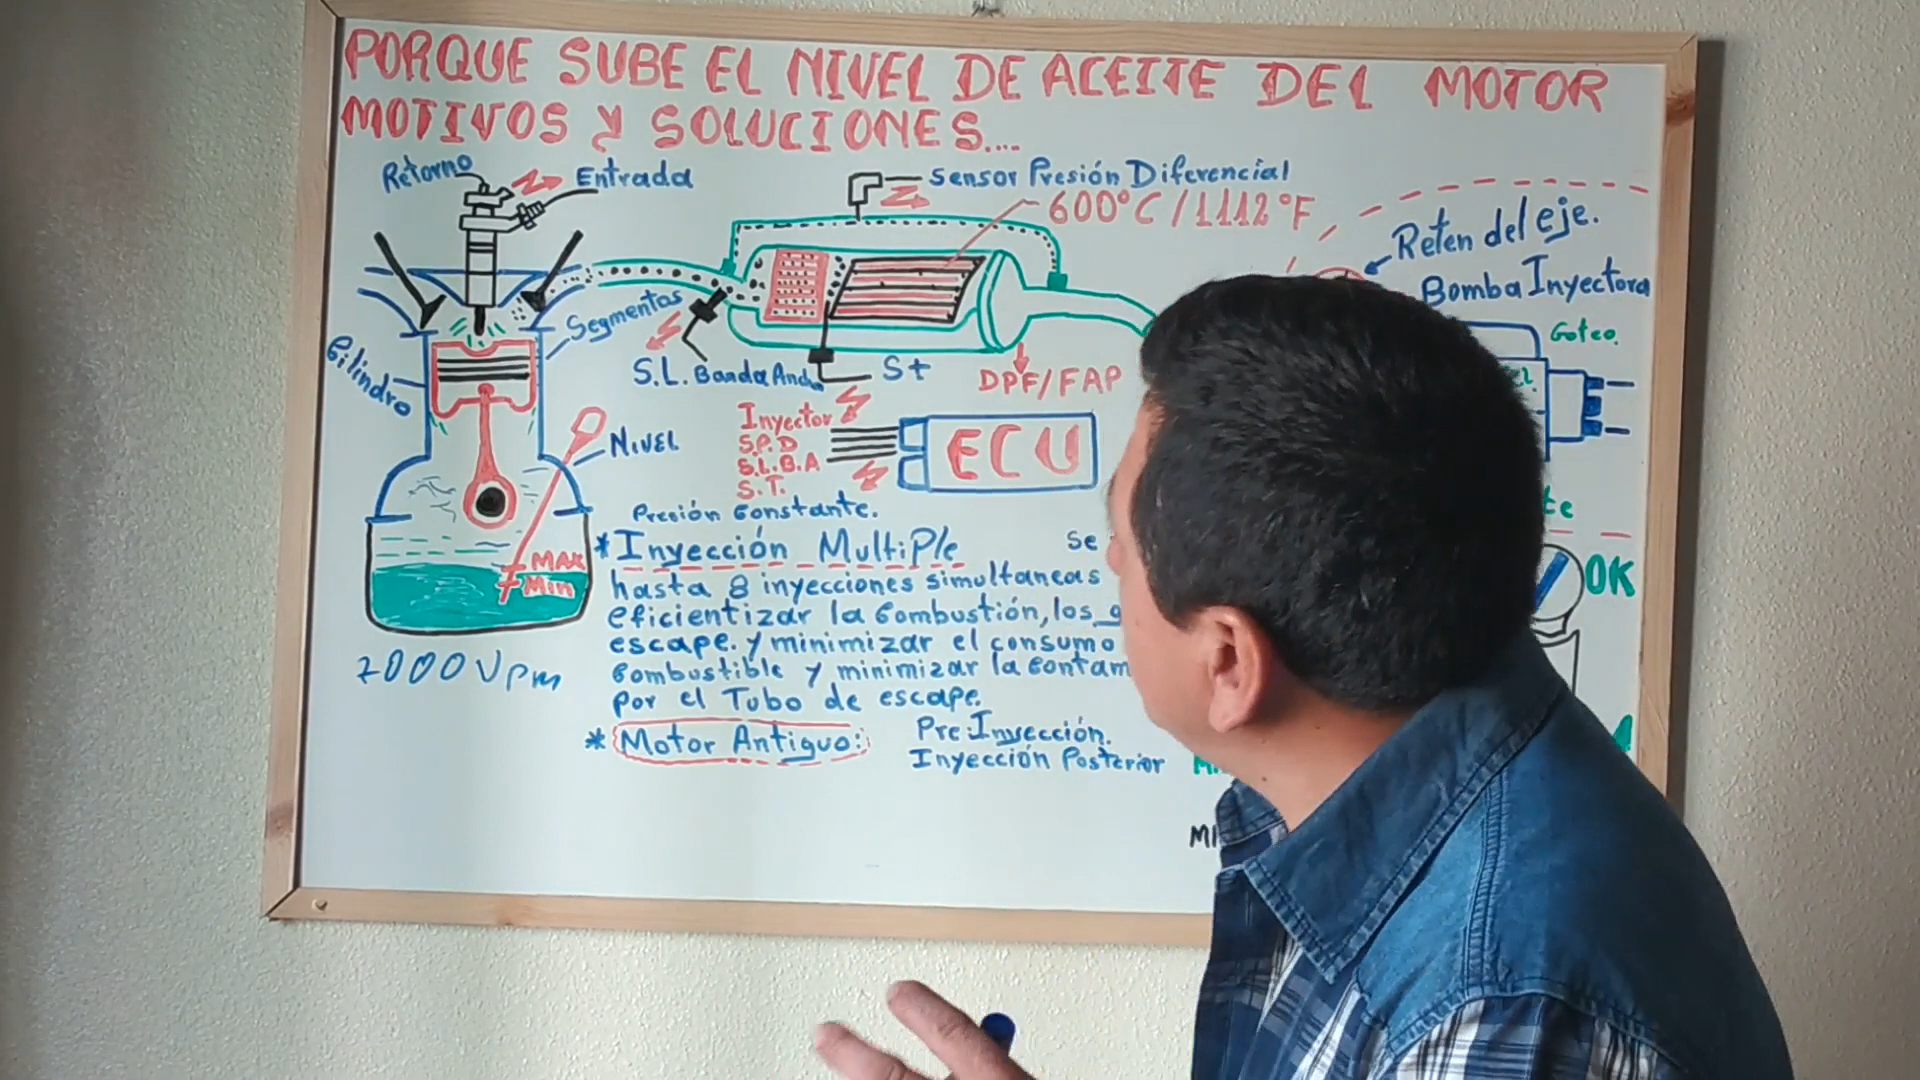 PORQUE SUBE EL NIVEL DE ACEITE DEL MOTOR
MOTIVOS Y SOLUCIONES....
Retorno
Entrada
Sensor Presión Diferencial
600°C / 1112°F
Reten del eje.
Bomba Inyectora
Goteo.
Segmentos
Cilindro
S.L. Banda Ancha
St
DPF/FAP
NIVEL
Inyector
S.P.D
S.L.B.A
S.T.
ECU
Presión Constante.
MAX
Min
OK
* Inyección Multiple
Se
hasta 8 inyecciones simultaneas
eficientizar la combustión, los g
escape. y minimizar el consumo
combustible y minimizar la contam
por el Tubo de escape.
2000 Vpm
* Motor Antiguo:
Pre Inyección.
Inyección Posterior